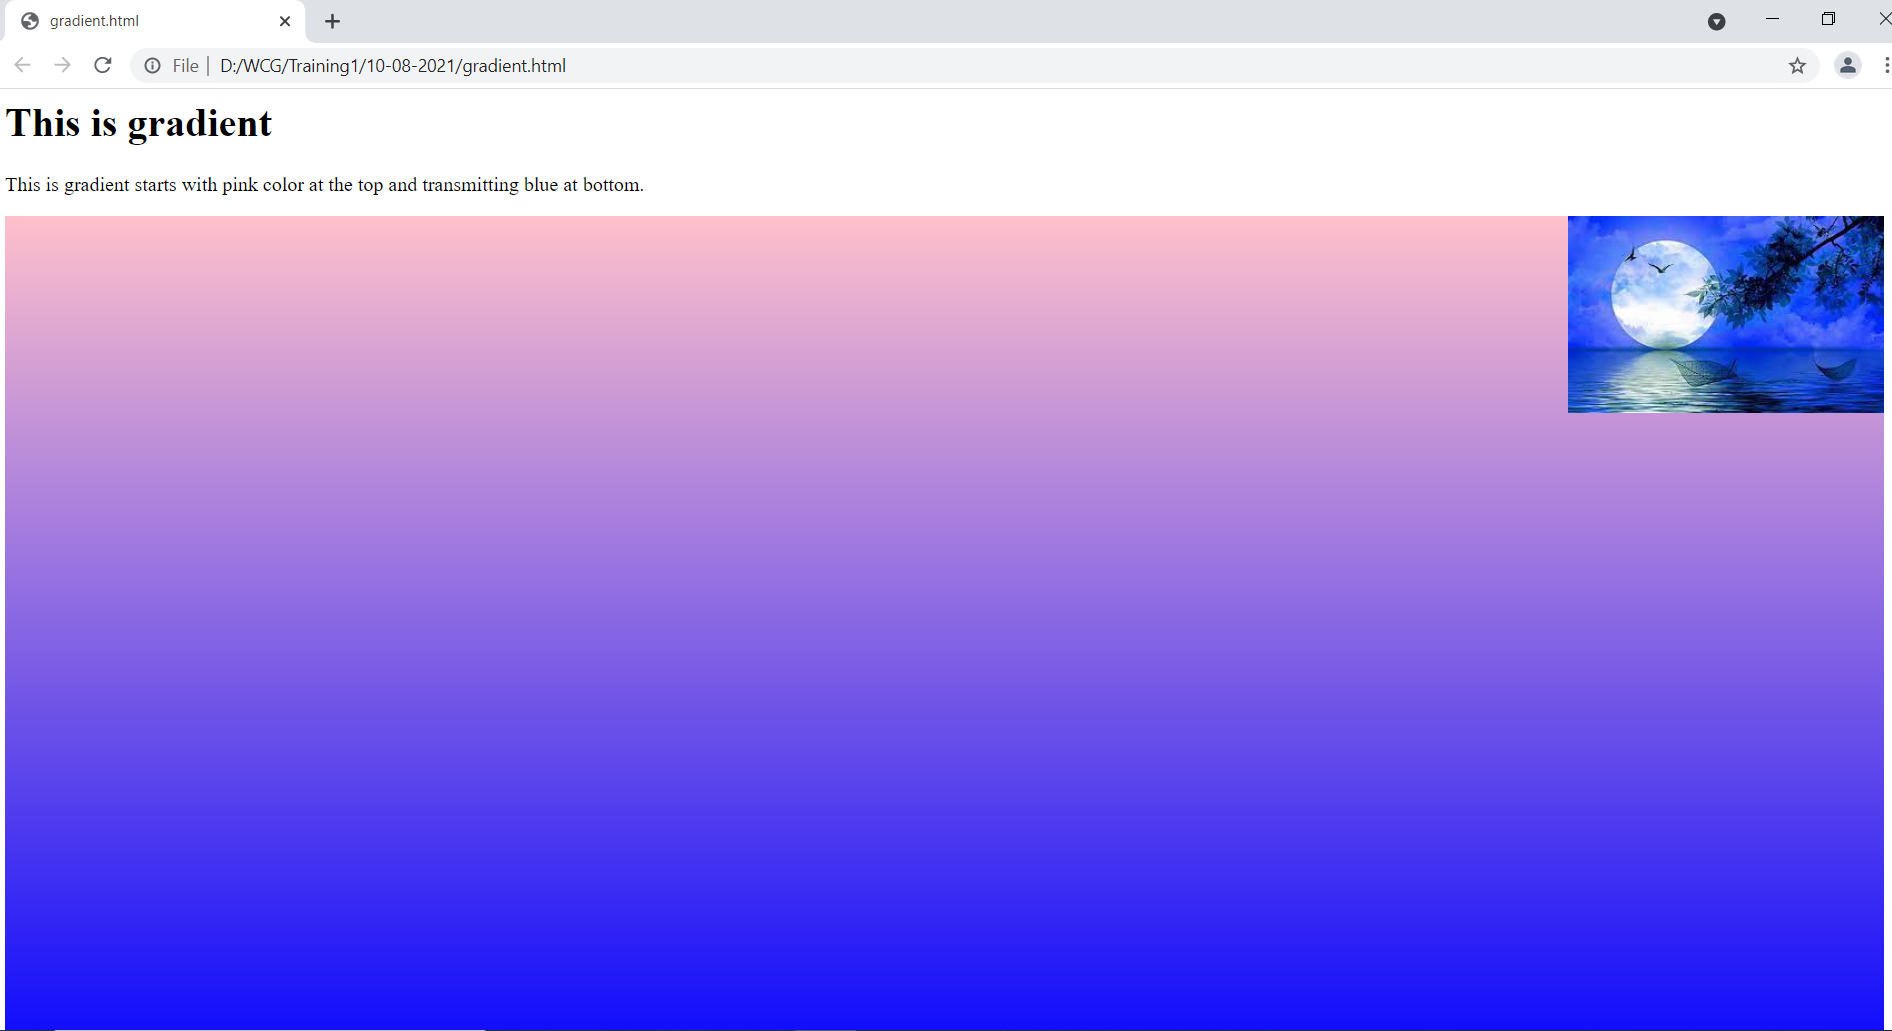 gradient.html
File | D:/WCG/Training1/10-08-2021/gradient.html
This is gradient
This is gradient starts with pink color at the top and transmitting blue at bottom.